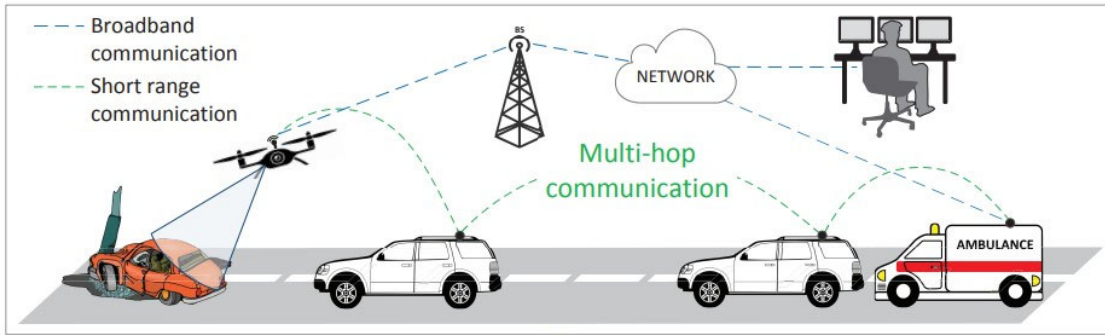 Broadband
communication
Short range
communication
BS
NETWORK
Multi-hop
communication
AMBULANCE